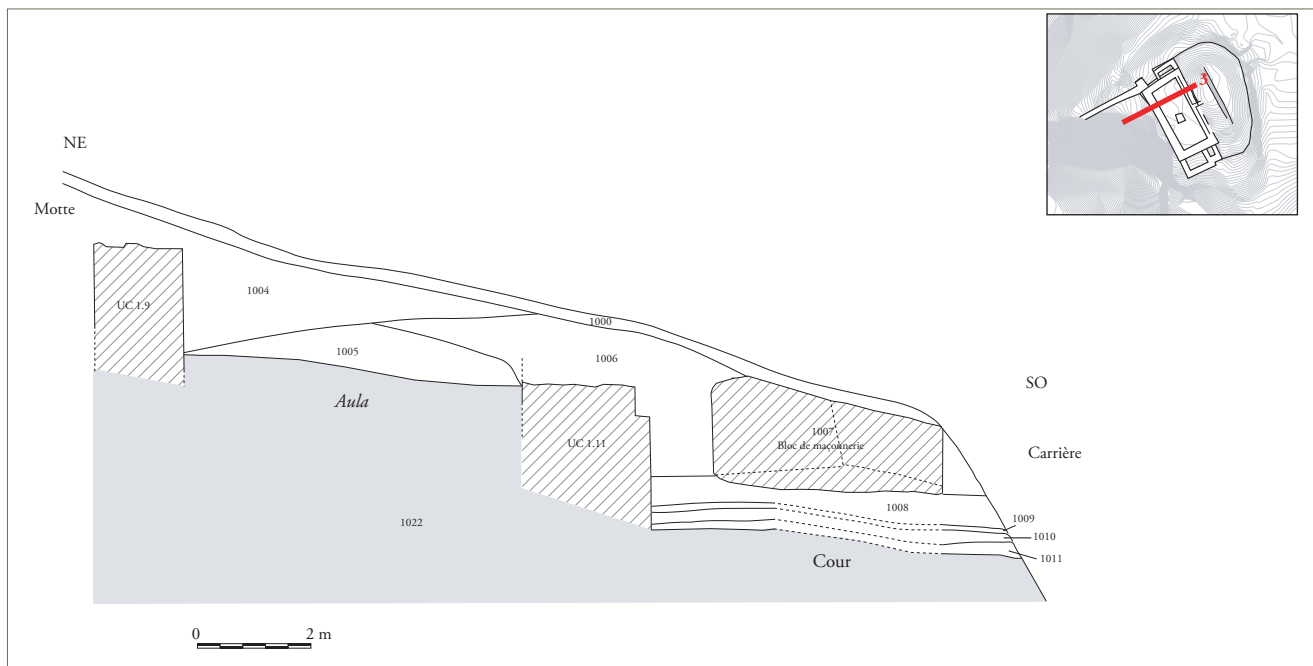 3
NE
Motte
UC 1.9
1004
1000
1005
1006
Aula
SO
1007
Bloc de maçonnerie
UC 1.11
Carrière
1008
1009
1010
1011
1022
Cour
0 2 m